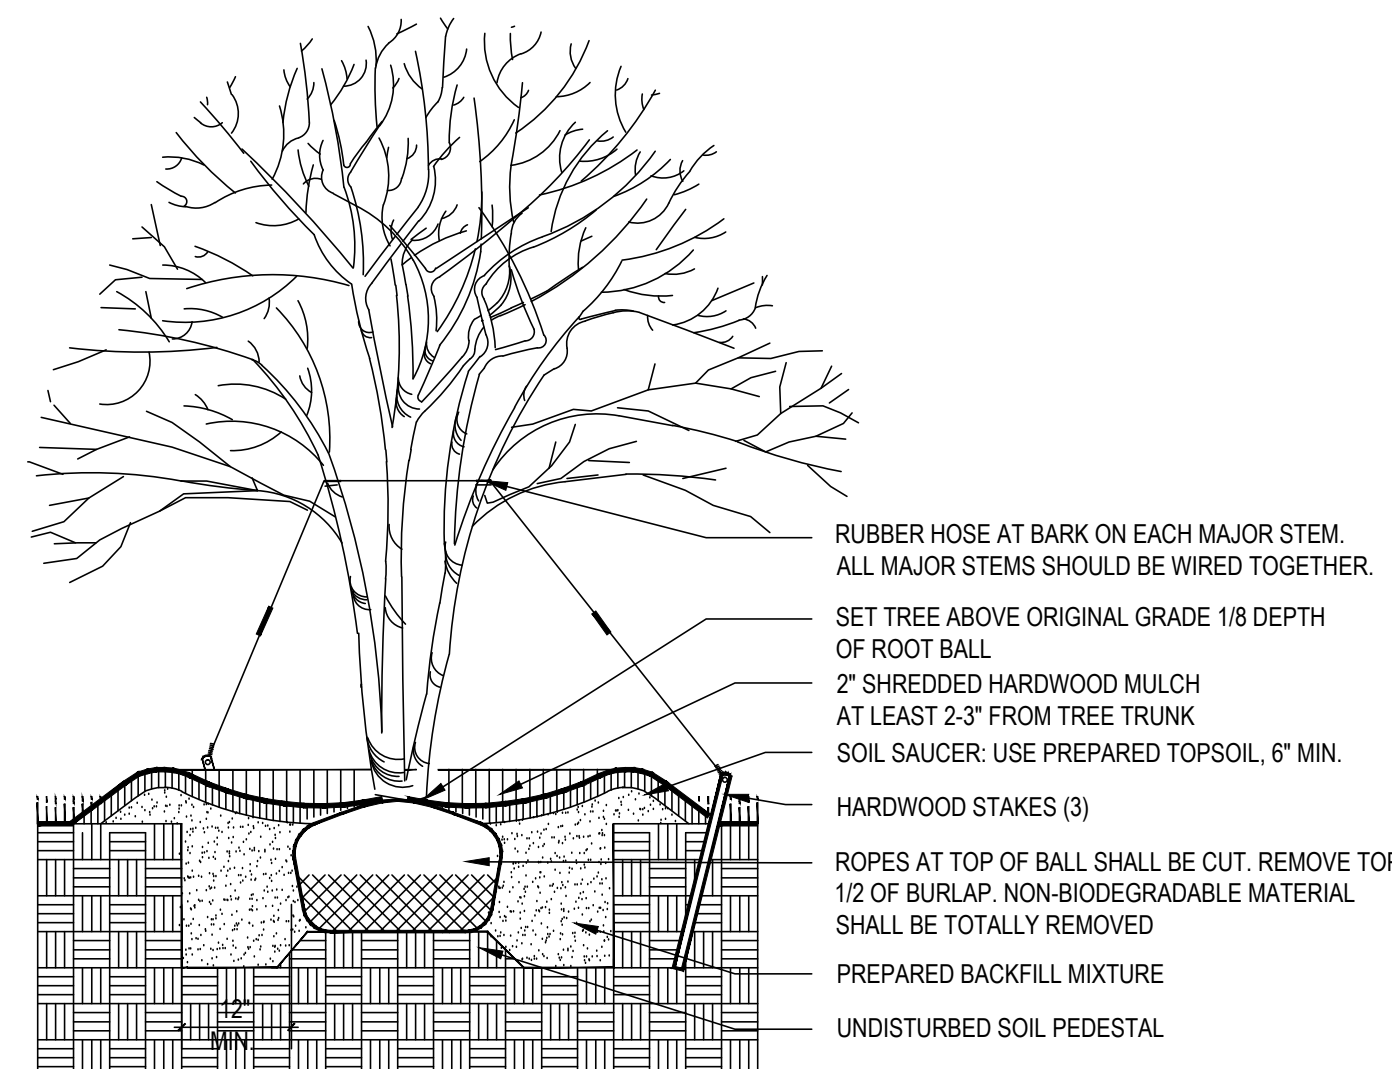 RUBBER HOSE AT BARK ON EACH MAJOR STEM.
ALL MAJOR STEMS SHOULD BE WIRED TOGETHER.
SET TREE ABOVE ORIGINAL GRADE 1/8 DEPTH
OF ROOT BALL
2" SHREDDED HARDWOOD MULCH
AT LEAST 2-3" FROM TREE TRUNK
SOIL SAUCER: USE PREPARED TOPSOIL, 6" MIN.
HARDWOOD STAKES (3)
ROPES AT TOP OF BALL SHALL BE CUT. REMOVE TOP
1/2 OF BURLAP. NON-BIODEGRADABLE MATERIAL
SHALL BE TOTALLY REMOVED
PREPARED BACKFILL MIXTURE
UNDISTURBED SOIL PEDESTAL
12"
MIN.